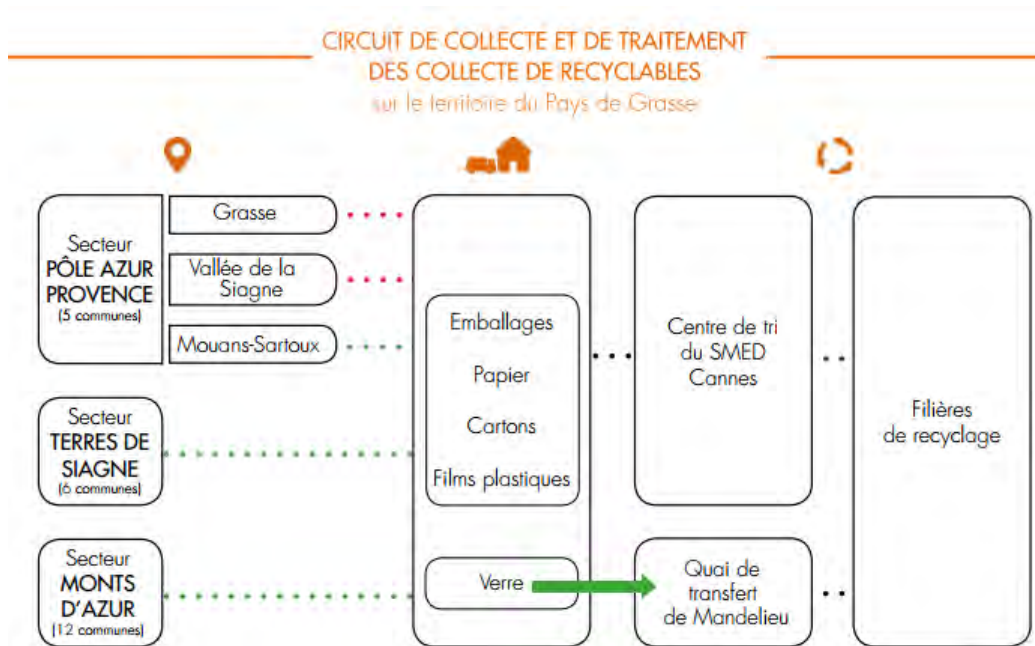 CIRCUIT DE COLLECTE ET DE TRAITEMENT
DES COLLECTE DE RECYCLABLES
sur le territoire du Pays de Grasse
Secteur
PÔLE AZUR
PROVENCE
(5 communes)
Grasse
Vallée de la
Siagne
Mouans-Sartoux
Secteur
TERRES DE
SIAGNE
(6 communes)
Secteur
MONTS
D'AZUR
(12 communes)
Emballages
Papier
Cartons
Films plastiques
Verre
Centre de tri
du SMED
Cannes
Quai de
transfert
de Mandelieu
Filières
de recyclage